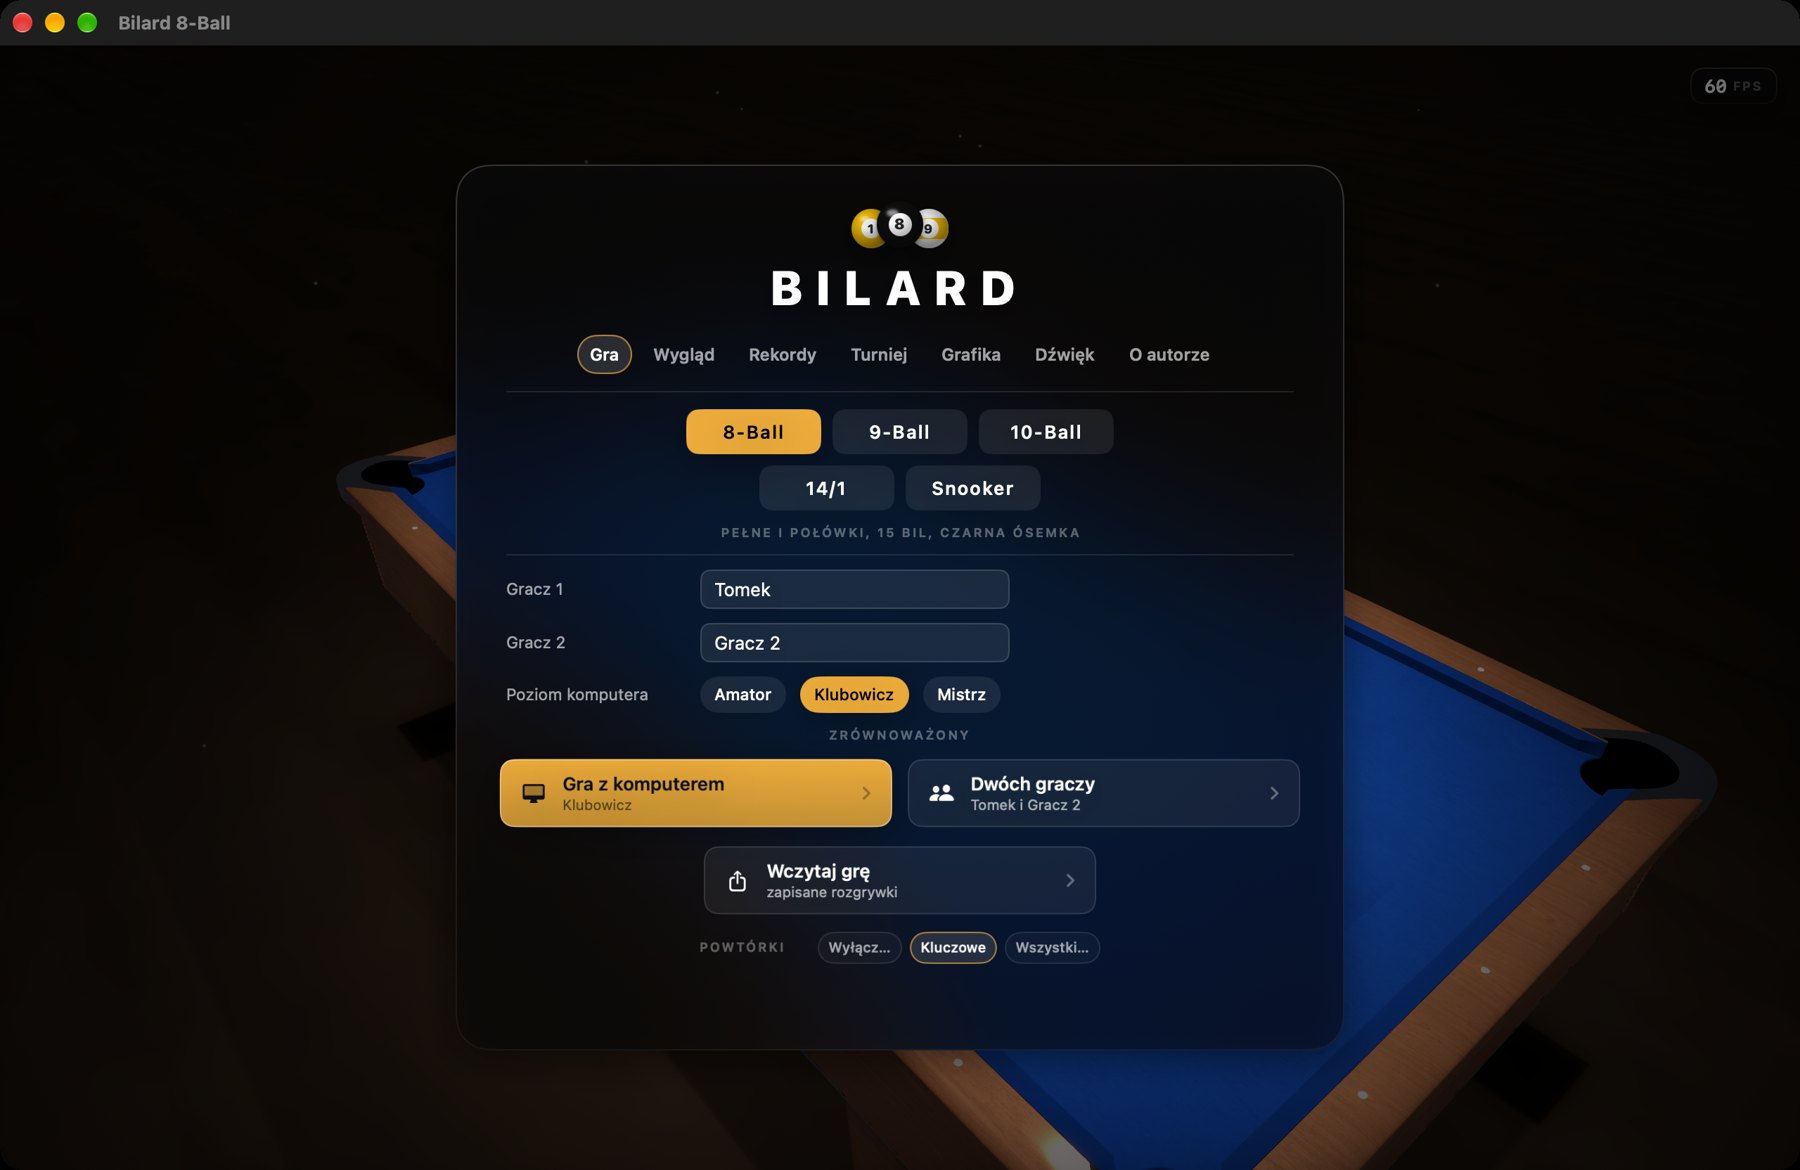 Bilard 8-Ball
60 FPS
1 8 9
BILARD
Gra Wygląd Rekordy Turniej Grafika Dźwięk O autorze
8-Ball 9-Ball 10-Ball
14/1 Snooker
PEŁNE I POŁÓWKI, 15 BIL, CZARNA ÓSEMKA
Gracz 1 Tomek
Gracz 2 Gracz 2
Poziom komputera Amator Klubowicz Mistrz
ZRÓWNOWAŻONY
Gra z komputerem
Klubowicz
Dwóch graczy
Tomek i Gracz 2
Wczytaj grę
zapisane rozgrywki
POWTÓRKI Wyłącz... Kluczowe Wszystki...